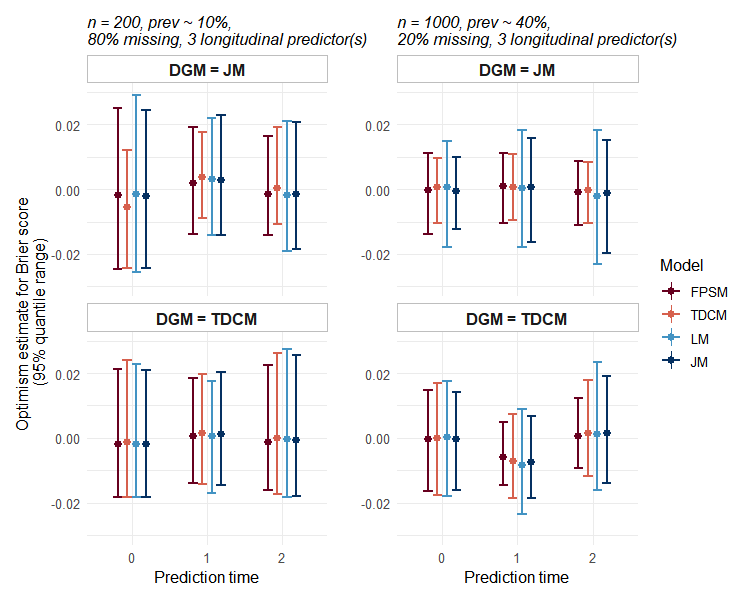 n = 200, prev ~ 10%,
80% missing, 3 longitudinal predictor(s)
n = 1000, prev ~ 40%,
20% missing, 3 longitudinal predictor(s)
DGM = JM
DGM = JM
0.02
0.00
-0.02
0.02
0.00
-0.02
DGM = TDCM
DGM = TDCM
0.02
0.00
-0.02
0.02
0.00
-0.02
0
1
2
0
1
2
Prediction time
Prediction time
Optimism estimate for Brier score
(95% quantile range)
Model
FPSM
TDCM
LM
JM